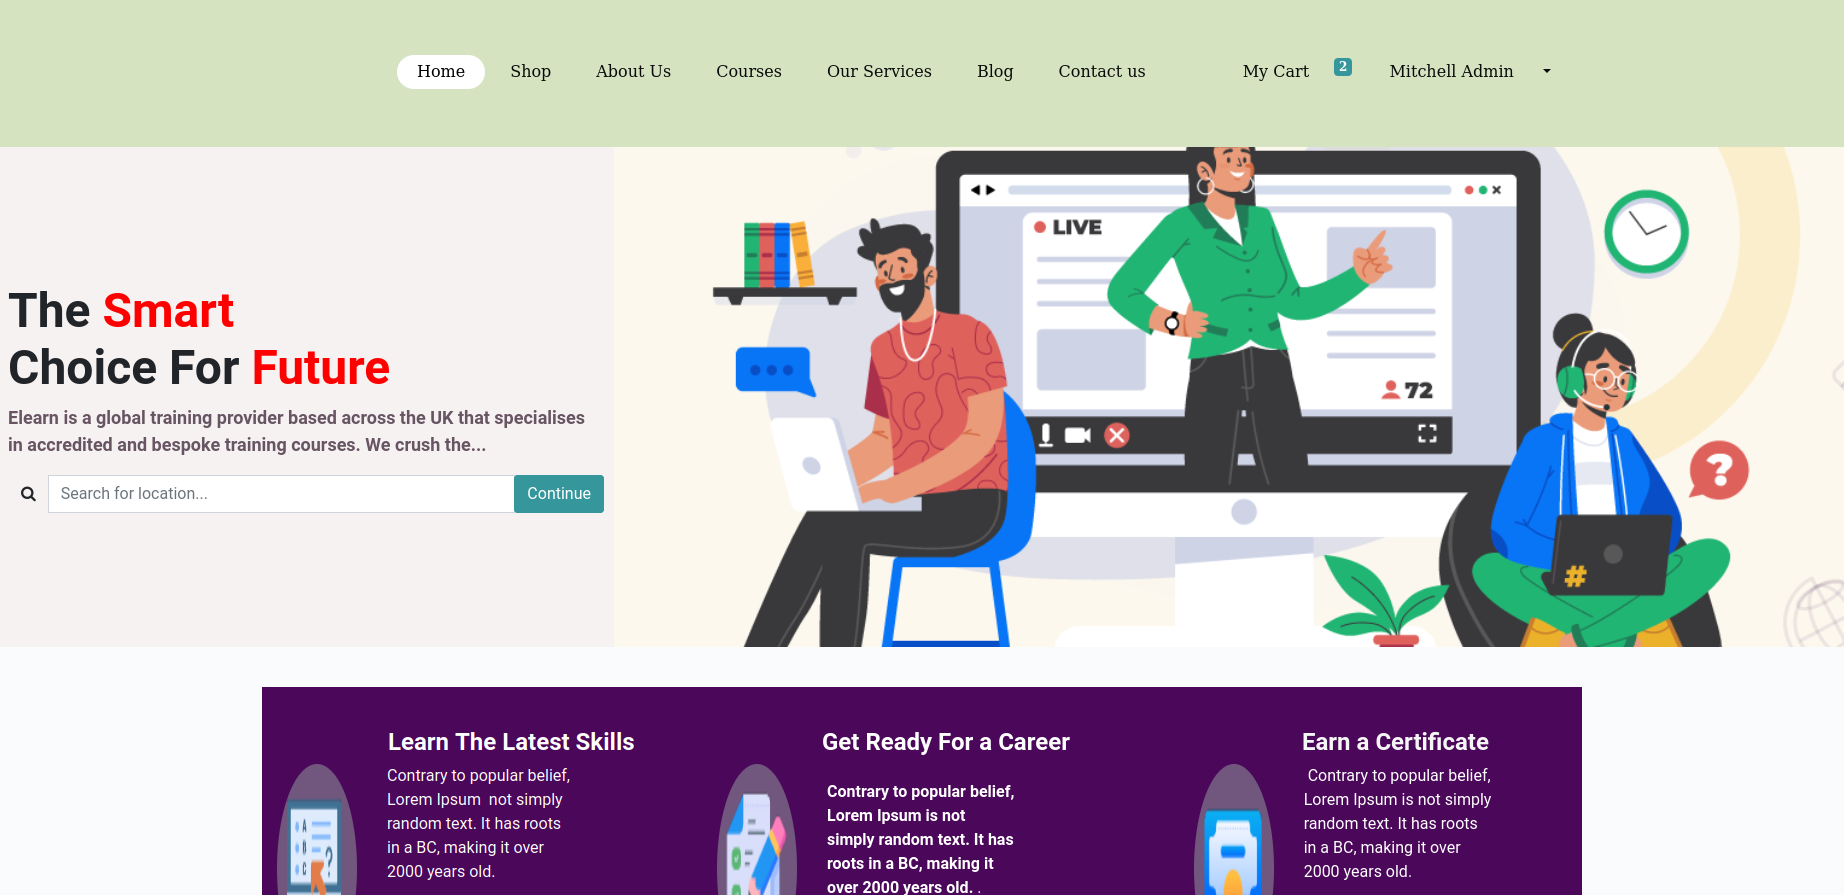 Home Shop About Us Courses Our Services Blog Contact us My Cart 2 Mitchell Admin
The Smart
Choice For Future
Elearn is a global training provider based across the UK that specialises
in accredited and bespoke training courses. We crush the...
Search for location...
Continue
LIVE
72
?
#
Learn The Latest Skills
Contrary to popular belief,
Lorem Ipsum  not simply
random text. It has roots
in a BC, making it over
2000 years old.
A
B
C
?
Get Ready For a Career
Contrary to popular belief,
Lorem Ipsum is not
simply random text. It has
roots in a BC, making it
over 2000 years old. .
Earn a Certificate
Contrary to popular belief,
Lorem Ipsum is not simply
random text. It has roots
in a BC, making it over
2000 years old.